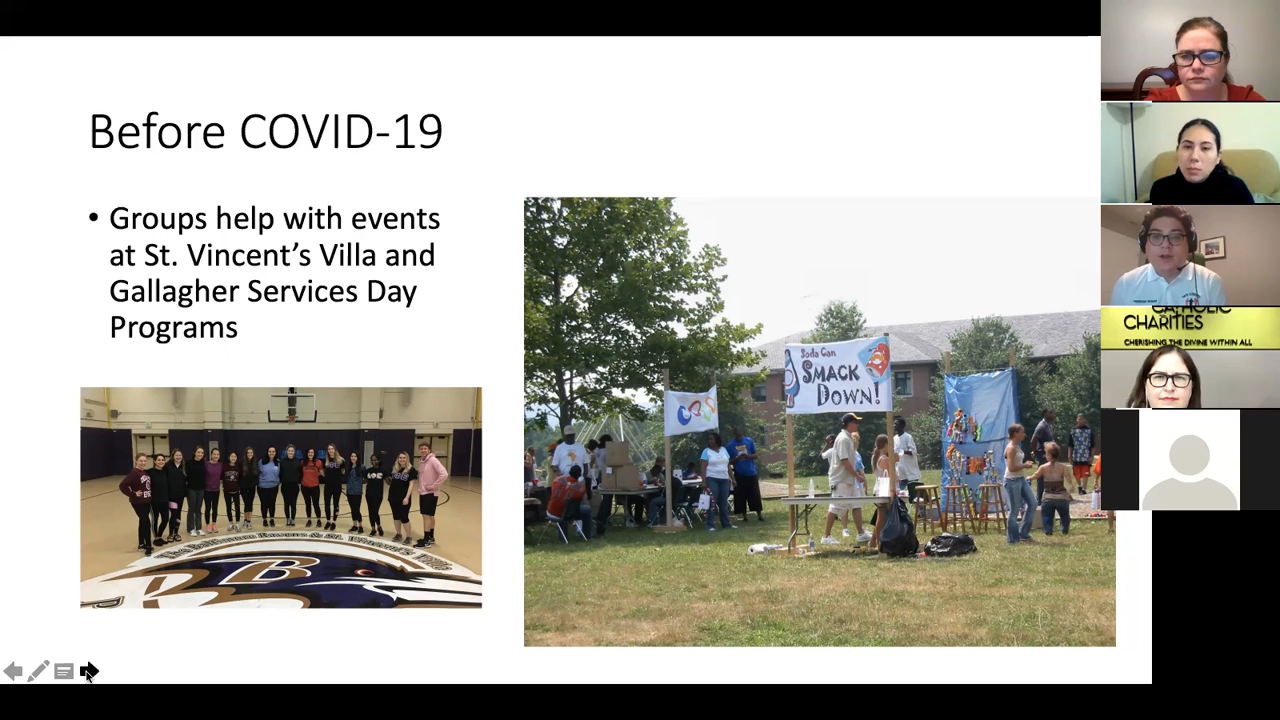 Before COVID-19
• Groups help with events
at St. Vincent’s Villa and
Gallagher Services Day
Programs
Soda Can
SMACK
DOWN!
B
CATHOLIC
CHARITIES
CHERISHING THE DIVINE WITHIN ALL